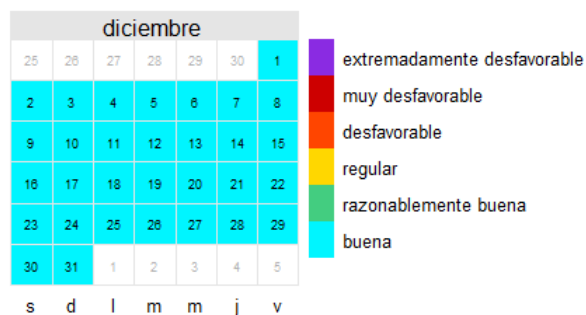 diciembre
25 26 27 28 29 30 1
2 3 4 5 6 7 8
9 10 11 12 13 14 15
16 17 18 19 20 21 22
23 24 25 26 27 28 29
30 31 1 2 3 4 5
s d l m m j v
extremadamente desfavorable
muy desfavorable
desfavorable
regular
razonablemente buena
buena